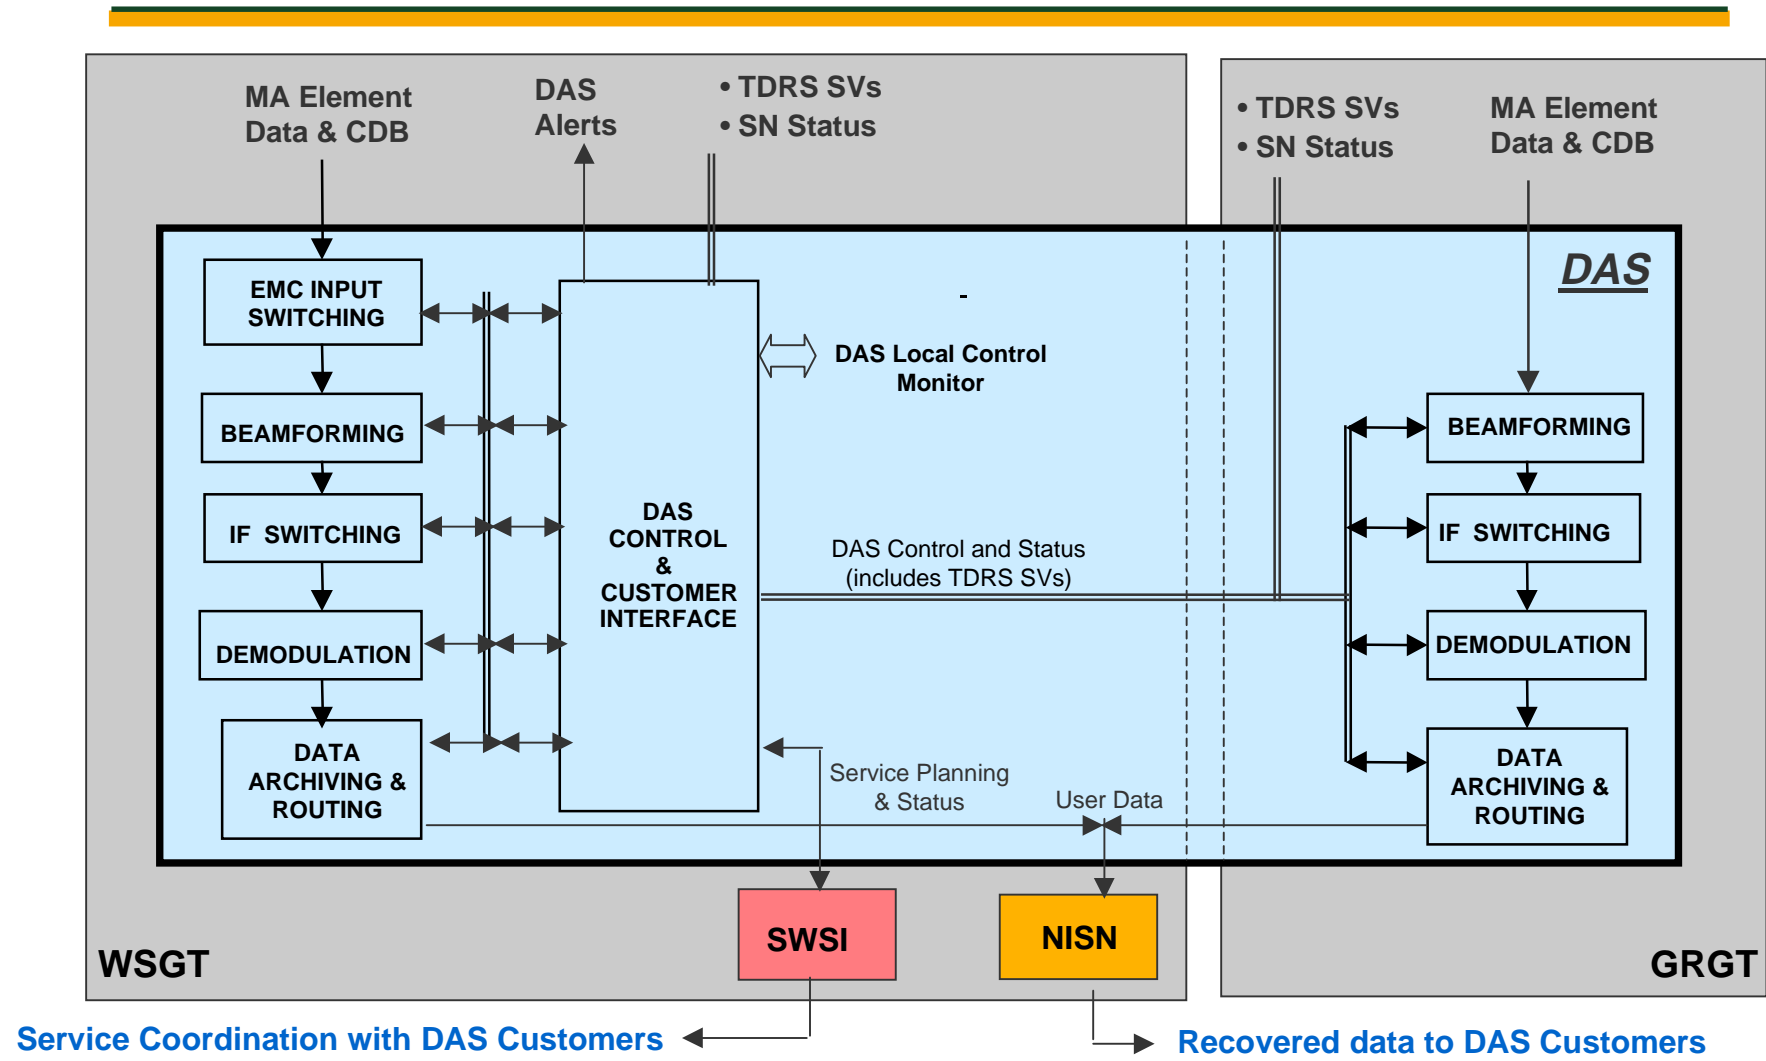 MA Element
Data & CDB
DAS
Alerts
• TDRS SVs
• SN Status
• TDRS SVs
• SN Status
MA Element
Data & CDB
DAS
EMC INPUT
SWITCHING
BEAMFORMING
IF SWITCHING
DEMODULATION
DATA
ARCHIVING &
ROUTING
DAS
CONTROL
&
CUSTOMER
INTERFACE
-
DAS Local Control
Monitor
DAS Control and Status
(includes TDRS SVs)
Service Planning
& Status
User Data
BEAMFORMING
IF SWITCHING
DEMODULATION
DATA
ARCHIVING &
ROUTING
SWSI
NISN
WSGT
GRGT
Service Coordination with DAS Customers
Recovered data to DAS Customers